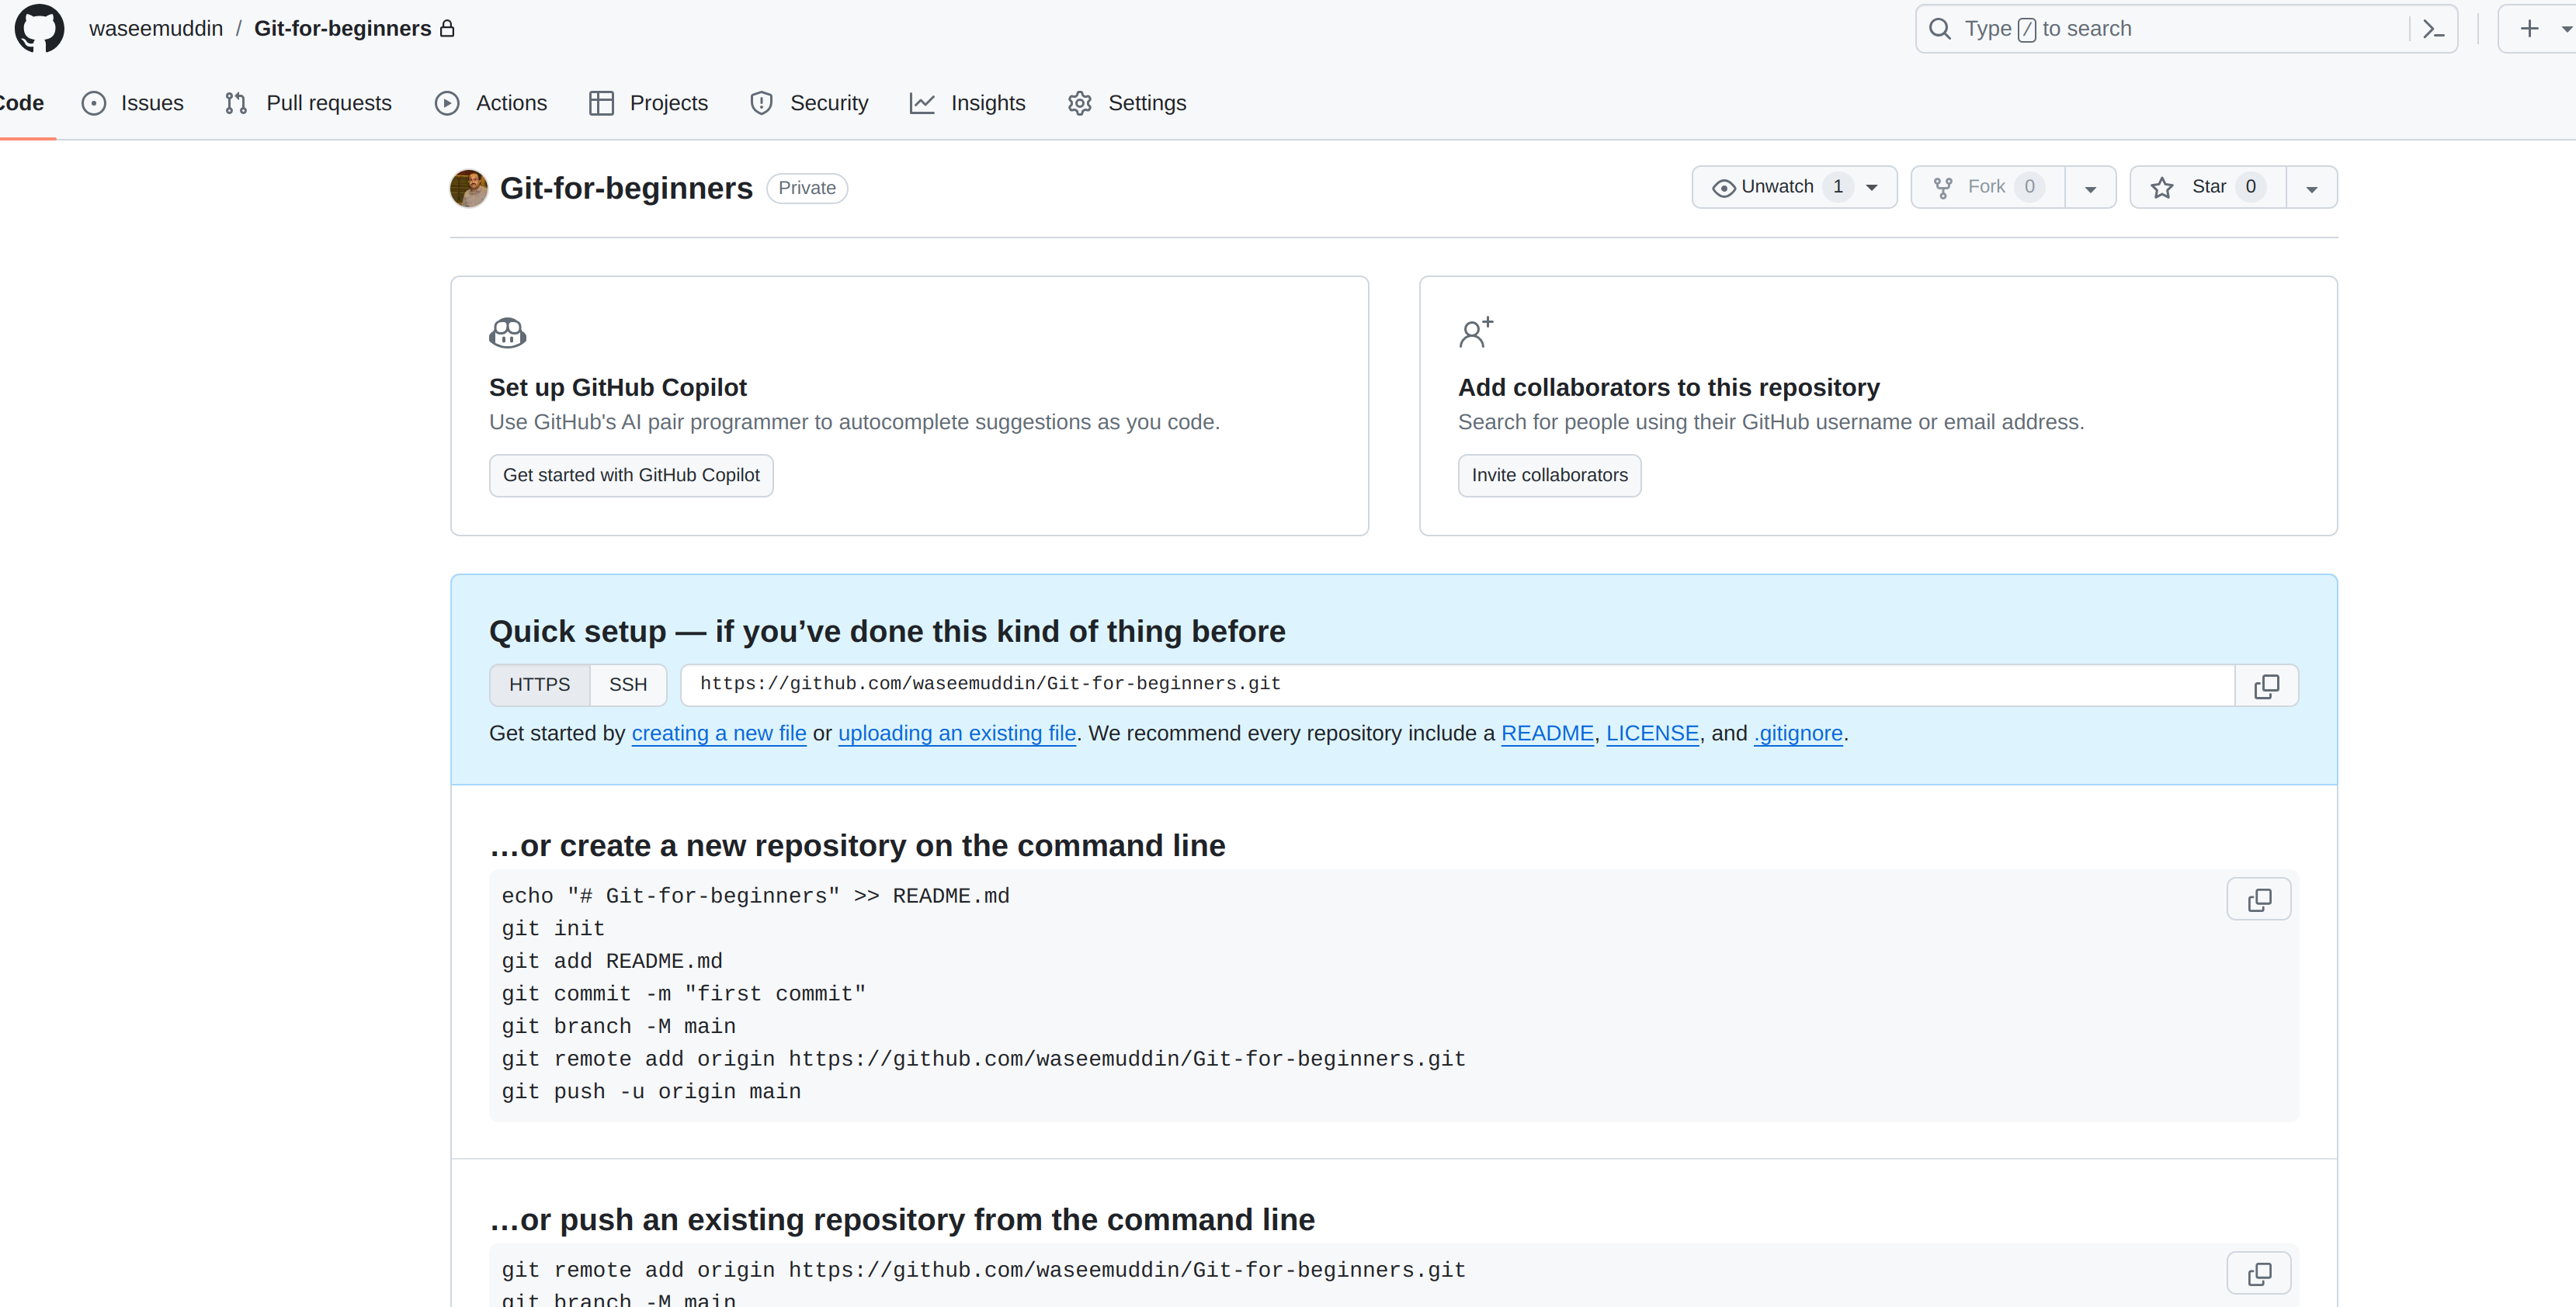 waseemuddin / Git-for-beginners
Type / to search
Code Issues Pull requests Actions Projects Security Insights Settings
Git-for-beginners Private
Unwatch 1 Fork 0 Star 0
Set up GitHub Copilot
Use GitHub's AI pair programmer to autocomplete suggestions as you code.
Get started with GitHub Copilot
Add collaborators to this repository
Search for people using their GitHub username or email address.
Invite collaborators
Quick setup — if you’ve done this kind of thing before
HTTPS SSH https://github.com/waseemuddin/Git-for-beginners.git
Get started by creating a new file or uploading an existing file. We recommend every repository include a README, LICENSE, and .gitignore.
…or create a new repository on the command line
echo "# Git-for-beginners" >> README.md
git init
git add README.md
git commit -m "first commit"
git branch -M main
git remote add origin https://github.com/waseemuddin/Git-for-beginners.git
git push -u origin main
…or push an existing repository from the command line
git remote add origin https://github.com/waseemuddin/Git-for-beginners.git
git branch -M main